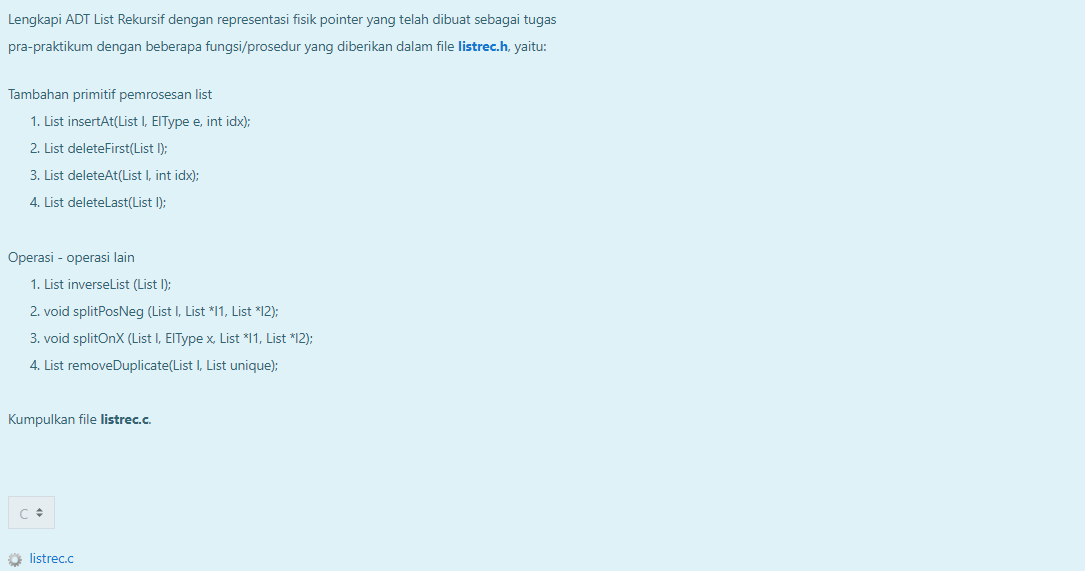 Lengkapi ADT List Rekursif dengan representasi fisik pointer yang telah dibuat sebagai tugas
pra-praktikum dengan beberapa fungsi/prosedur yang diberikan dalam file listrec.h, yaitu:
Tambahan primitif pemrosesan list
1. List insertAt(List l, ElType e, int idx);
2. List deleteFirst(List l);
3. List deleteAt(List l, int idx);
4. List deleteLast(List l);
Operasi - operasi lain
1. List inverseList (List l);
2. void splitPosNeg (List l, List *l1, List *l2);
3. void splitOnX (List l, ElType x, List *l1, List *l2);
4. List removeDuplicate(List l, List unique);
Kumpulkan file listrec.c.
C
listrec.c